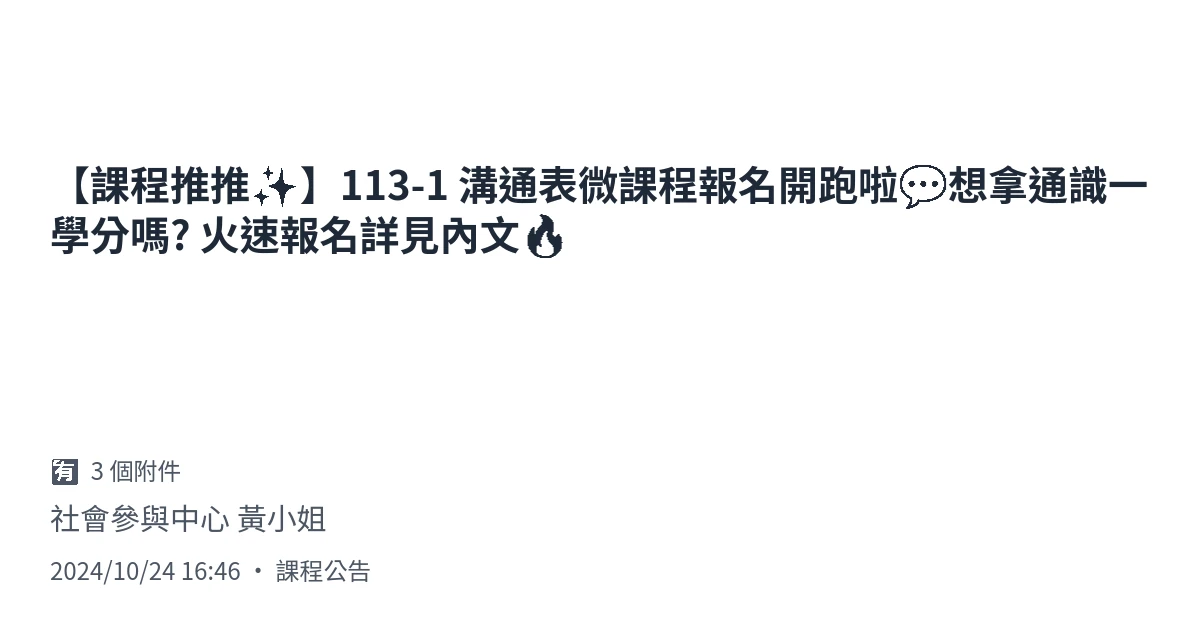 【課程推推✨】113-1 溝通表微課程報名開跑啦💬想拿通識一
學分嗎? 火速報名詳見內文🔥
🈶 3 個附件
社會參與中心 黃小姐
2024/10/24 16:46 • 課程公告